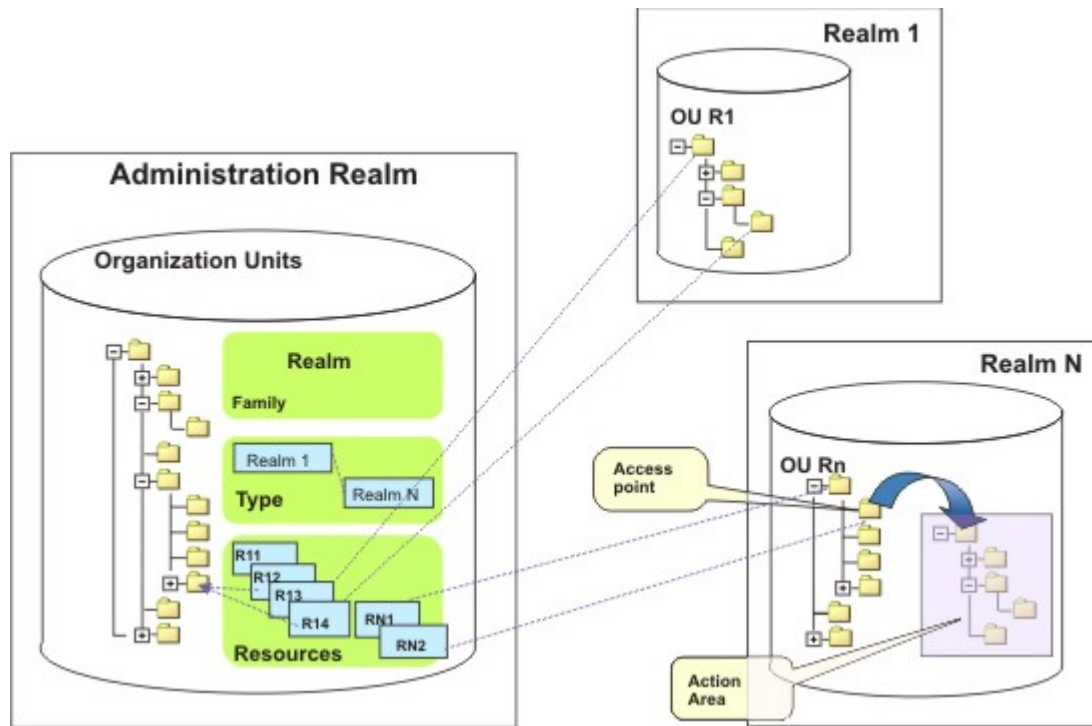 Realm 1
OU R1
Administration Realm
Organization Units
Realm
Family
Realm 1
Realm N
Type
R11
R12
R13
R14
RN1
RN2
Resources
Realm N
OU Rn
Access
point
Action
Area